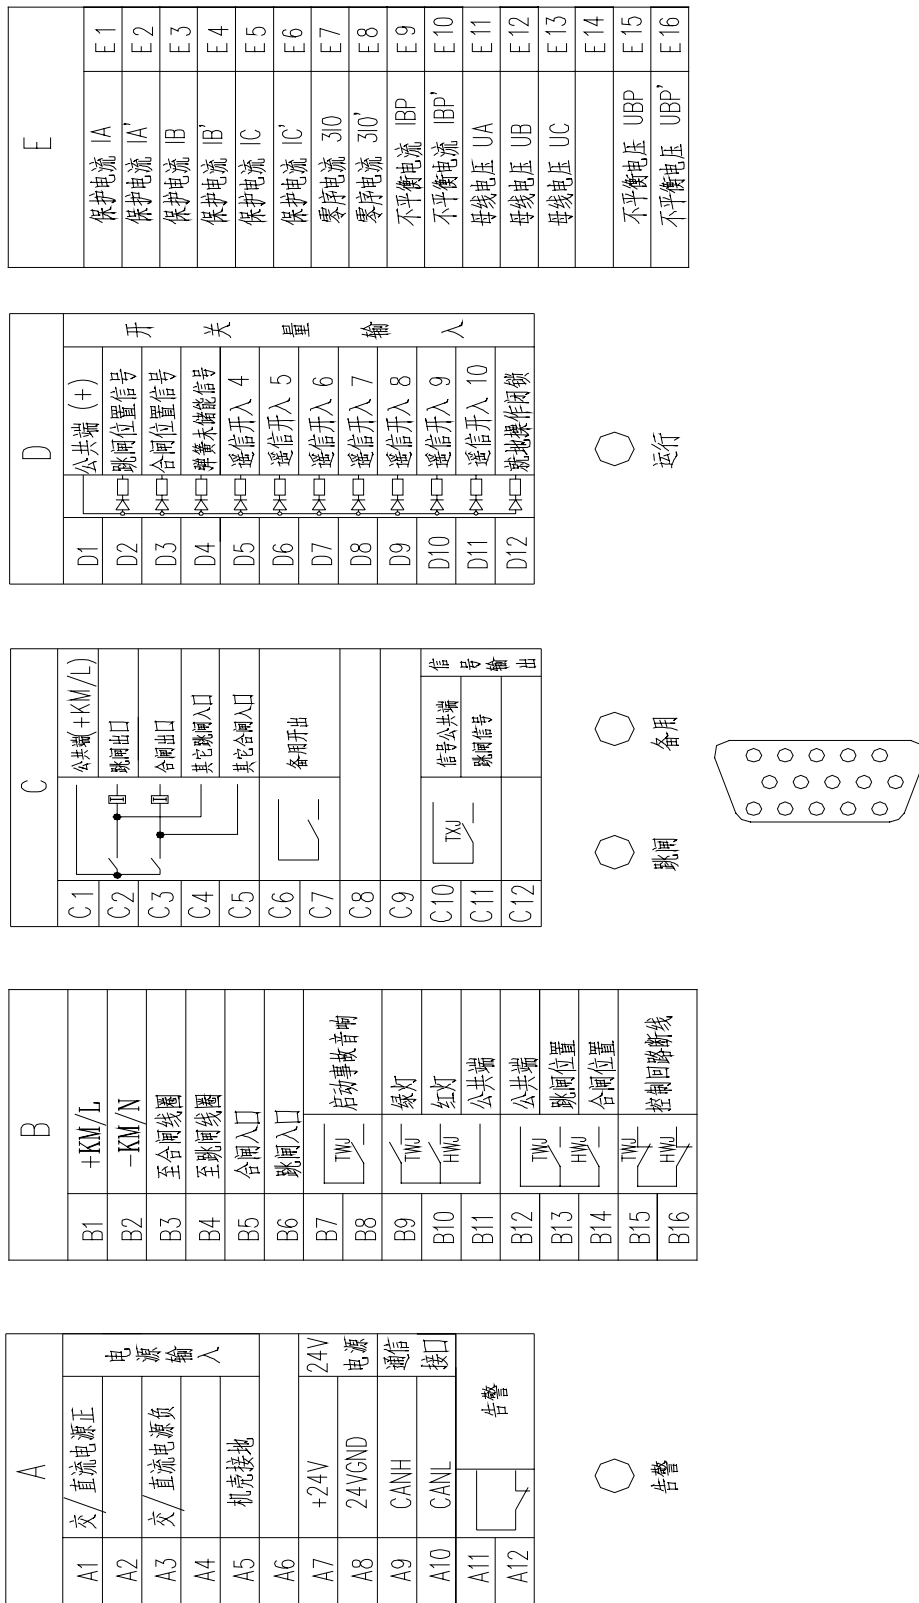 A
A1 交/直流电源正
A2
A3 交/直流电源负
A4
A5 机壳接地
电源输入
A6
A7 +24V
A8 24VGND
24V电源
A9 CANH
A10 CANL
通信接口
A11
A12
告警
B
B1 +KM/L
B2 -KM/N
B3 至合闸线圈
B4 至跳闸线圈
B5 合闸入口
B6 跳闸入口
B7 TWJ
B8
启动事故音响
B9 TWJ 绿灯
B10 HWJ 红灯
B11 公共端
B12 TWJ 公共端
B13 HWJ 跳闸位置
B14 合闸位置
B15 TWJ
B16 HWJ
控制回路断线
C
C1 公共端(+KM/L)
C2 跳闸出口
C3 合闸出口
C4 其它跳闸入口
C5 其它合闸入口
C6
C7
备用开出
C8
C9
C10 TXJ 信号公共端
C11 跳闸信号
C12
信号输出
D
D1 公共端 (+)
D2 跳闸位置信号
D3 合闸位置信号
D4 弹簧未储能信号
D5 遥信开入 4
D6 遥信开入 5
D7 遥信开入 6
D8 遥信开入 7
D9 遥信开入 8
D10 遥信开入 9
D11 遥信开入 10
D12 就地操作闭锁
开关量输入
E
保护电流 IA E1
保护电流 IA' E2
保护电流 IB E3
保护电流 IB' E4
保护电流 IC E5
保护电流 IC' E6
零序电流 3I0 E7
零序电流 3I0' E8
不平衡电流 IBP E9
不平衡电流 IBP' E10
母线电压 UA E11
母线电压 UB E12
母线电压 UC E13
E14
不平衡电压 UBP E15
不平衡电压 UBP' E16
告警
跳闸
备用
运行